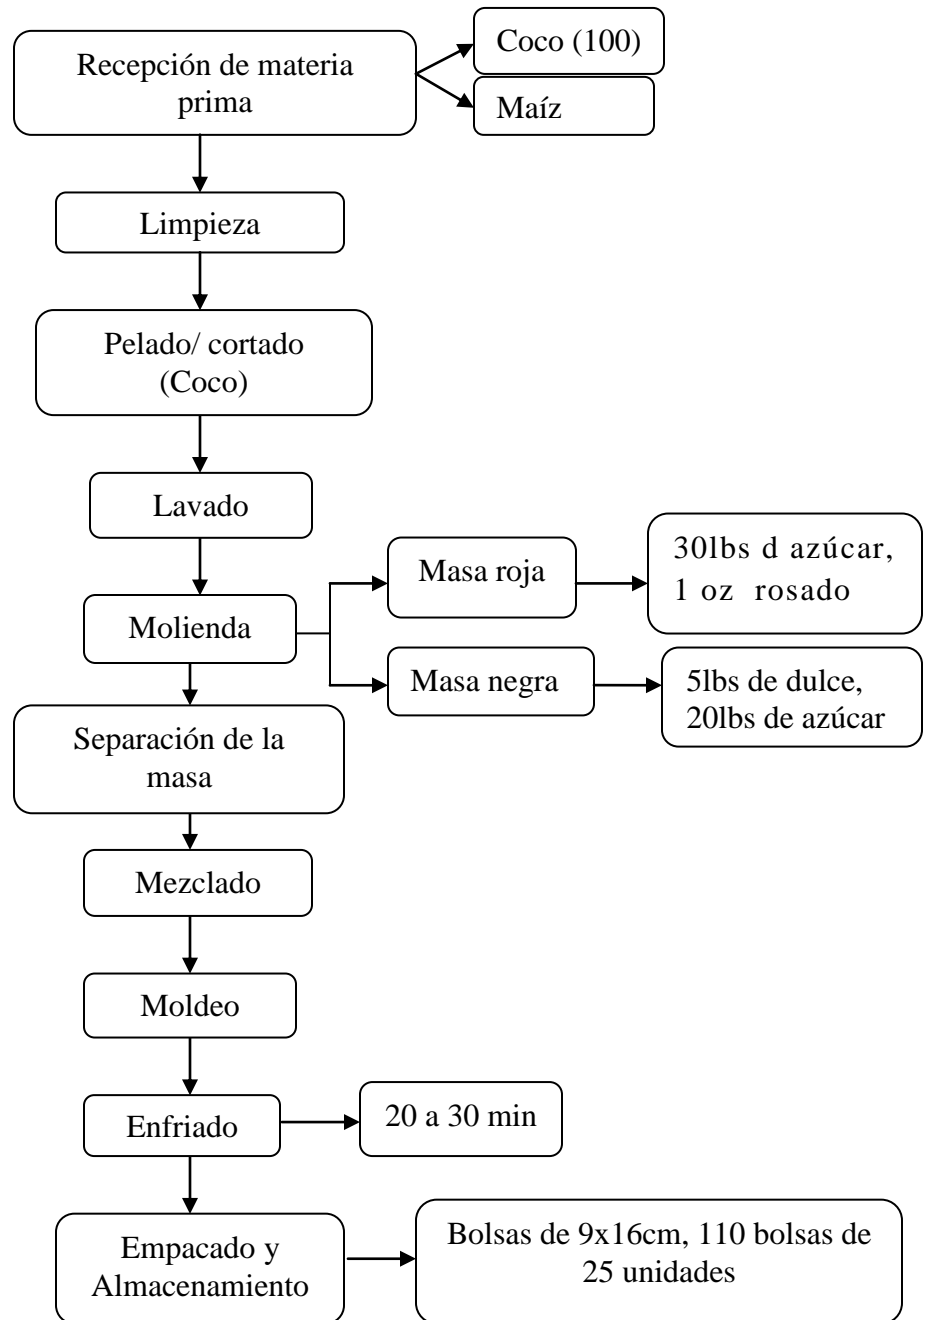 Recepción de materia
prima
Coco (100)
Maíz
Limpieza
Pelado/ cortado
(Coco)
Lavado
Molienda
Masa roja
30lbs d azúcar,
1 oz rosado
Masa negra
5lbs de dulce,
20lbs de azúcar
Separación de la
masa
Mezclado
Moldeo
Enfriado
20 a 30 min
Empacado y
Almacenamiento
Bolsas de 9x16cm, 110 bolsas de
25 unidades